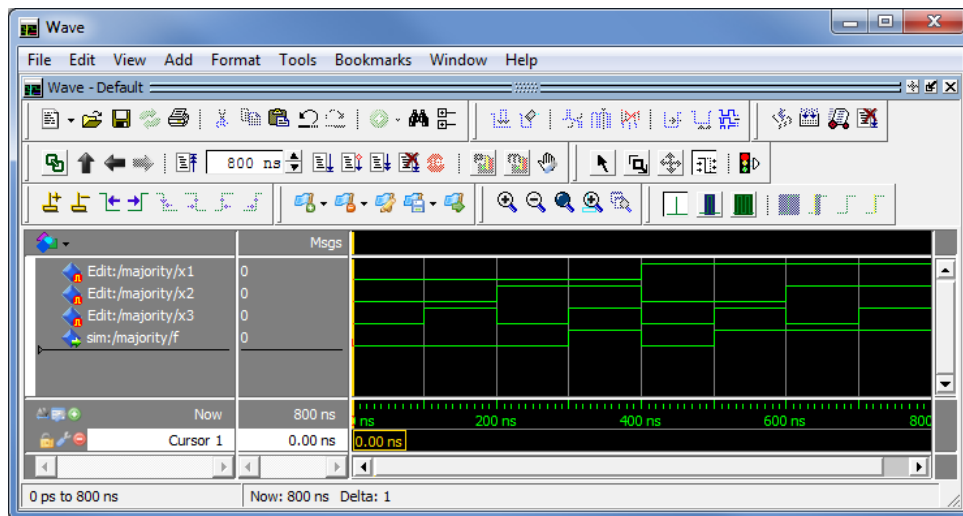 Wave
File Edit View Add Format Tools Bookmarks Window Help
Wave - Default
800 ns
Msgs
Edit:/majority/x1 0
Edit:/majority/x2 0
Edit:/majority/x3 0
sim:/majority/f 0
Now 800 ns ns 200 ns 400 ns 600 ns 800
Cursor 1 0.00 ns 0.00 ns
0 ps to 800 ns Now: 800 ns Delta: 1